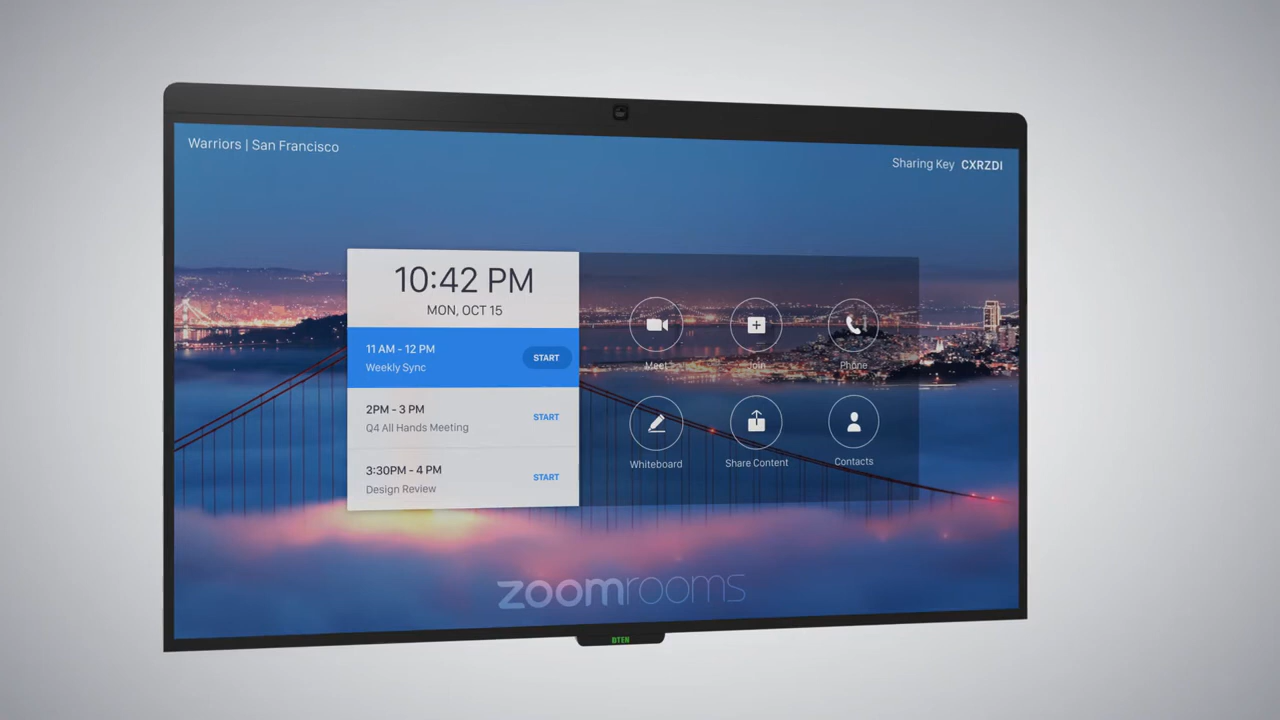 Warriors | San Francisco
Sharing Key CXRZDI
10:42 PM
MON, OCT 15
11 AM - 12 PM
Weekly Sync
START
2PM - 3 PM
Q4 All Hands Meeting
START
3:30PM - 4 PM
Design Review
START
Meet
Join
Phone
Whiteboard
Share Content
Contacts
zoomrooms
DTEN